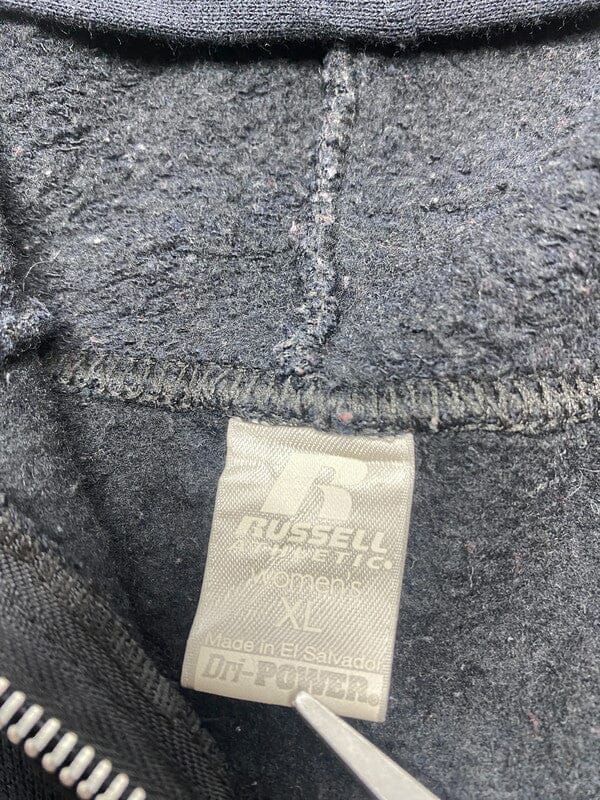 R
RUSSELL
ATHLETIC®
Women's
XL
Made in El Salvador
Dri-POWER®